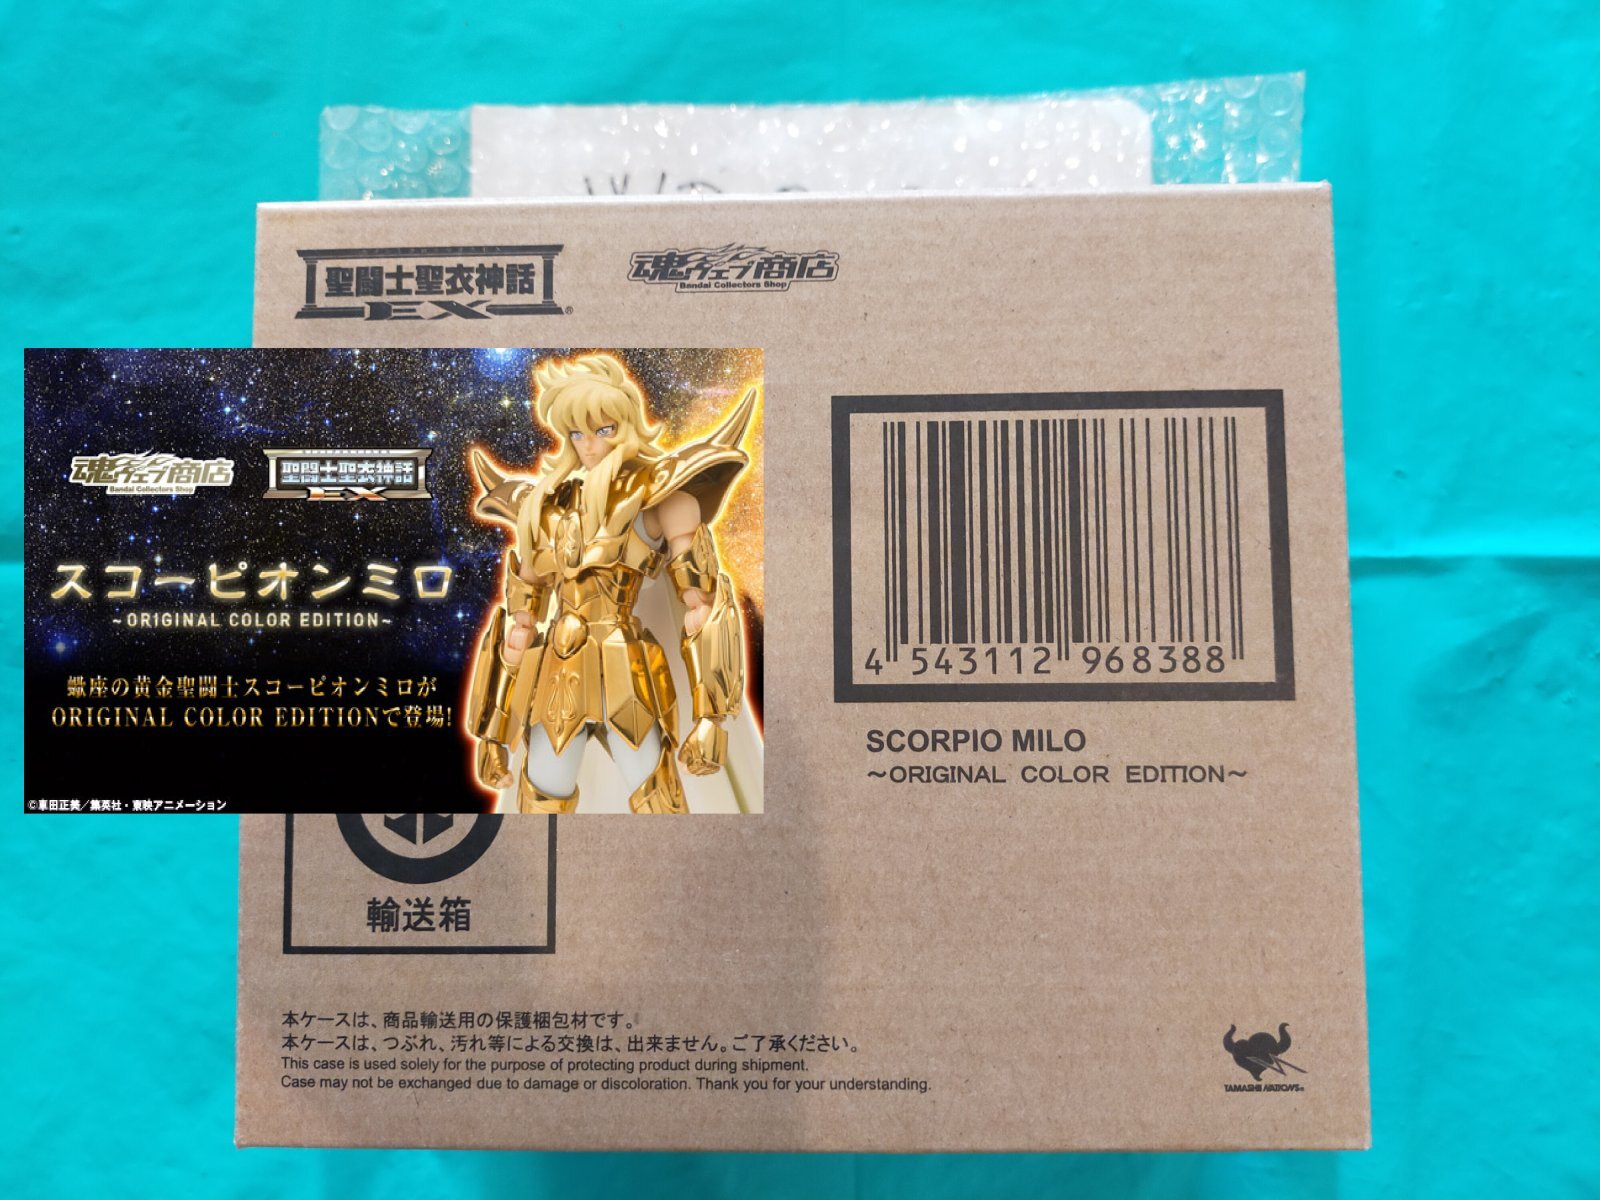 聖闘士聖衣神話
EX
魂ウェブ商店
Bandai Collectors Shop
魂ウェブ商店
Bandai Collectors Shop
聖闘士聖衣神話
EX
スコーピオンミロ
~ORIGINAL COLOR EDITION~
蠍座の黄金聖闘士スコーピオンミロが
ORIGINAL COLOR EDITIONで登場!
©車田正美/集英社・東映アニメーション
4 543112 968388
SCORPIO MILO
~ORIGINAL COLOR EDITION~
輸送箱
本ケースは、商品輸送用の保護梱包材です。
本ケースは、つぶれ、汚れ等による交換は、出来ません。ご了承ください。
This case is used solely for the purpose of protecting product during shipment.
Case may not be exchanged due to damage or discoloration. Thank you for your understanding.
TAMASHII NATIONS